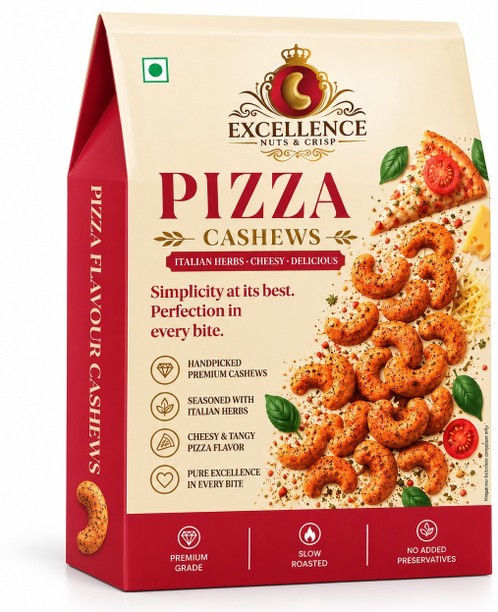 EXCELLENCE
NUTS & CRISP
PIZZA
CASHEWS
ITALIAN HERBS · CHEESY · DELICIOUS
Simplicity at its best.
Perfection in
every bite.
HANDPICKED
PREMIUM CASHEWS
SEASONED WITH
ITALIAN HERBS
CHEESY & TANGY
PIZZA FLAVOR
PURE EXCELLENCE
IN EVERY BITE
PREMIUM
GRADE
SLOW
ROASTED
NO ADDED
PRESERVATIVES
PIZZA FLAVOUR CASHEWS